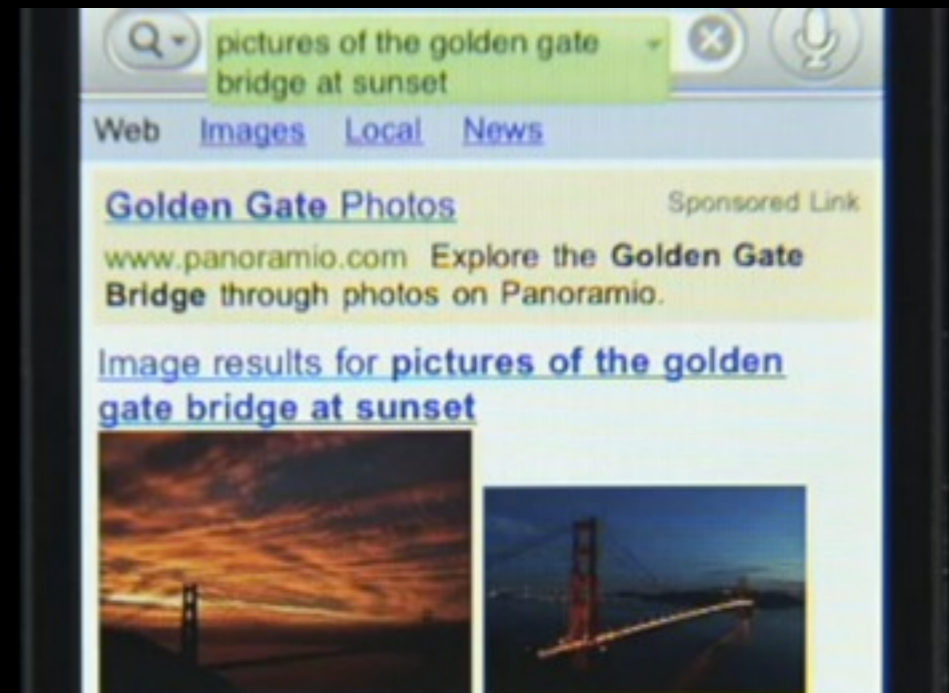 pictures of the golden gate
bridge at sunset
Web Images Local News
Golden Gate Photos Sponsored Link
www.panoramio.com Explore the Golden Gate
Bridge through photos on Panoramio.
Image results for pictures of the golden
gate bridge at sunset